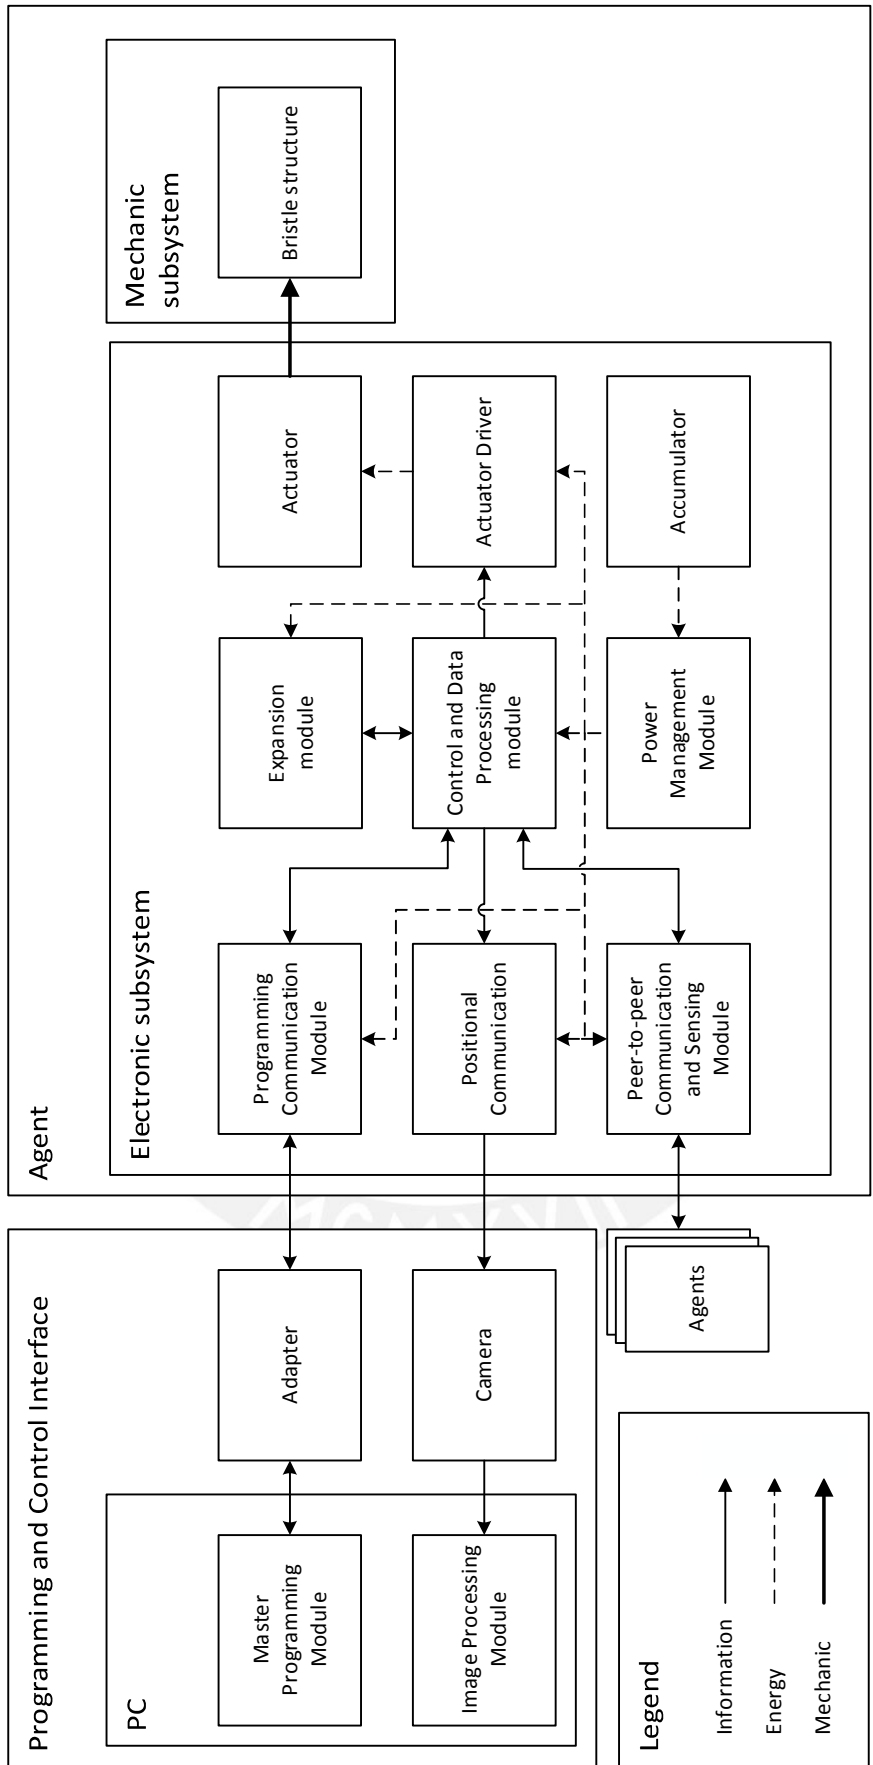 Programming and Control Interface
PC
Master
Programming
Module
Image Processing
Module
Adapter
Camera
Legend
Information
Energy
Mechanic
Agents
Agent
Electronic subsystem
Programming
Communication
Module
Positional
Communication
Peer-to-peer
Communication
and Sensing
Module
Expansion
module
Control and Data
Processing
module
Power
Management
Module
Actuator
Actuator Driver
Accumulator
Mechanic
subsystem
Bristle structure
MCMXVII